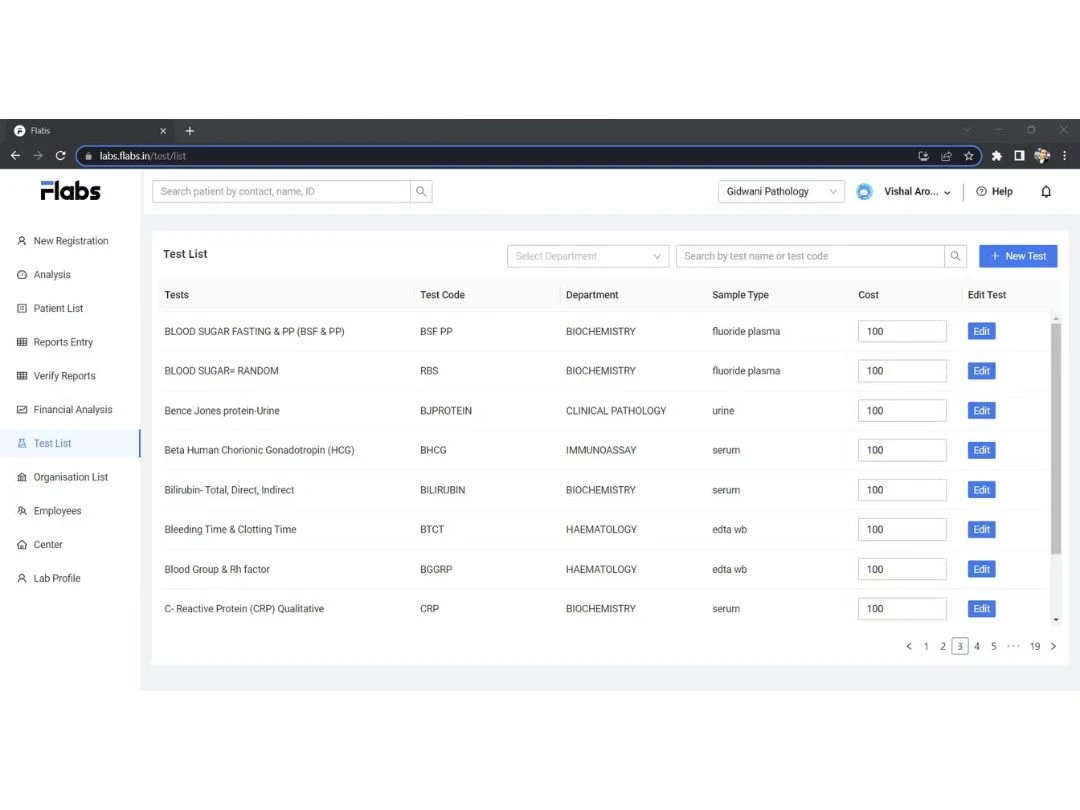 Flabs
labs.flabs.in/test/list
Flabs
Search patient by contact, name, ID
Gidwani Pathology
Vishal Aro...
Help
New Registration
Analysis
Patient List
Reports Entry
Verify Reports
Financial Analysis
Test List
Organisation List
Employees
Center
Lab Profile
Test List
Select Department
Search by test name or test code
+ New Test
Tests Test Code Department Sample Type Cost Edit Test
BLOOD SUGAR FASTING & PP (BSF & PP) BSF PP BIOCHEMISTRY fluoride plasma 100 Edit
BLOOD SUGAR= RANDOM RBS BIOCHEMISTRY fluoride plasma 100 Edit
Bence Jones protein-Urine BJPROTEIN CLINICAL PATHOLOGY urine 100 Edit
Beta Human Chorionic Gonadotropin (HCG) BHCG IMMUNOASSAY serum 100 Edit
Bilirubin- Total, Direct, Indirect BILIRUBIN BIOCHEMISTRY serum 100 Edit
Bleeding Time & Clotting Time BTCT HAEMATOLOGY edta wb 100 Edit
Blood Group & Rh factor BGGRP HAEMATOLOGY edta wb 100 Edit
C- Reactive Protein (CRP) Qualitative CRP BIOCHEMISTRY serum 100 Edit
< 1 2 3 4 5 ··· 19 >